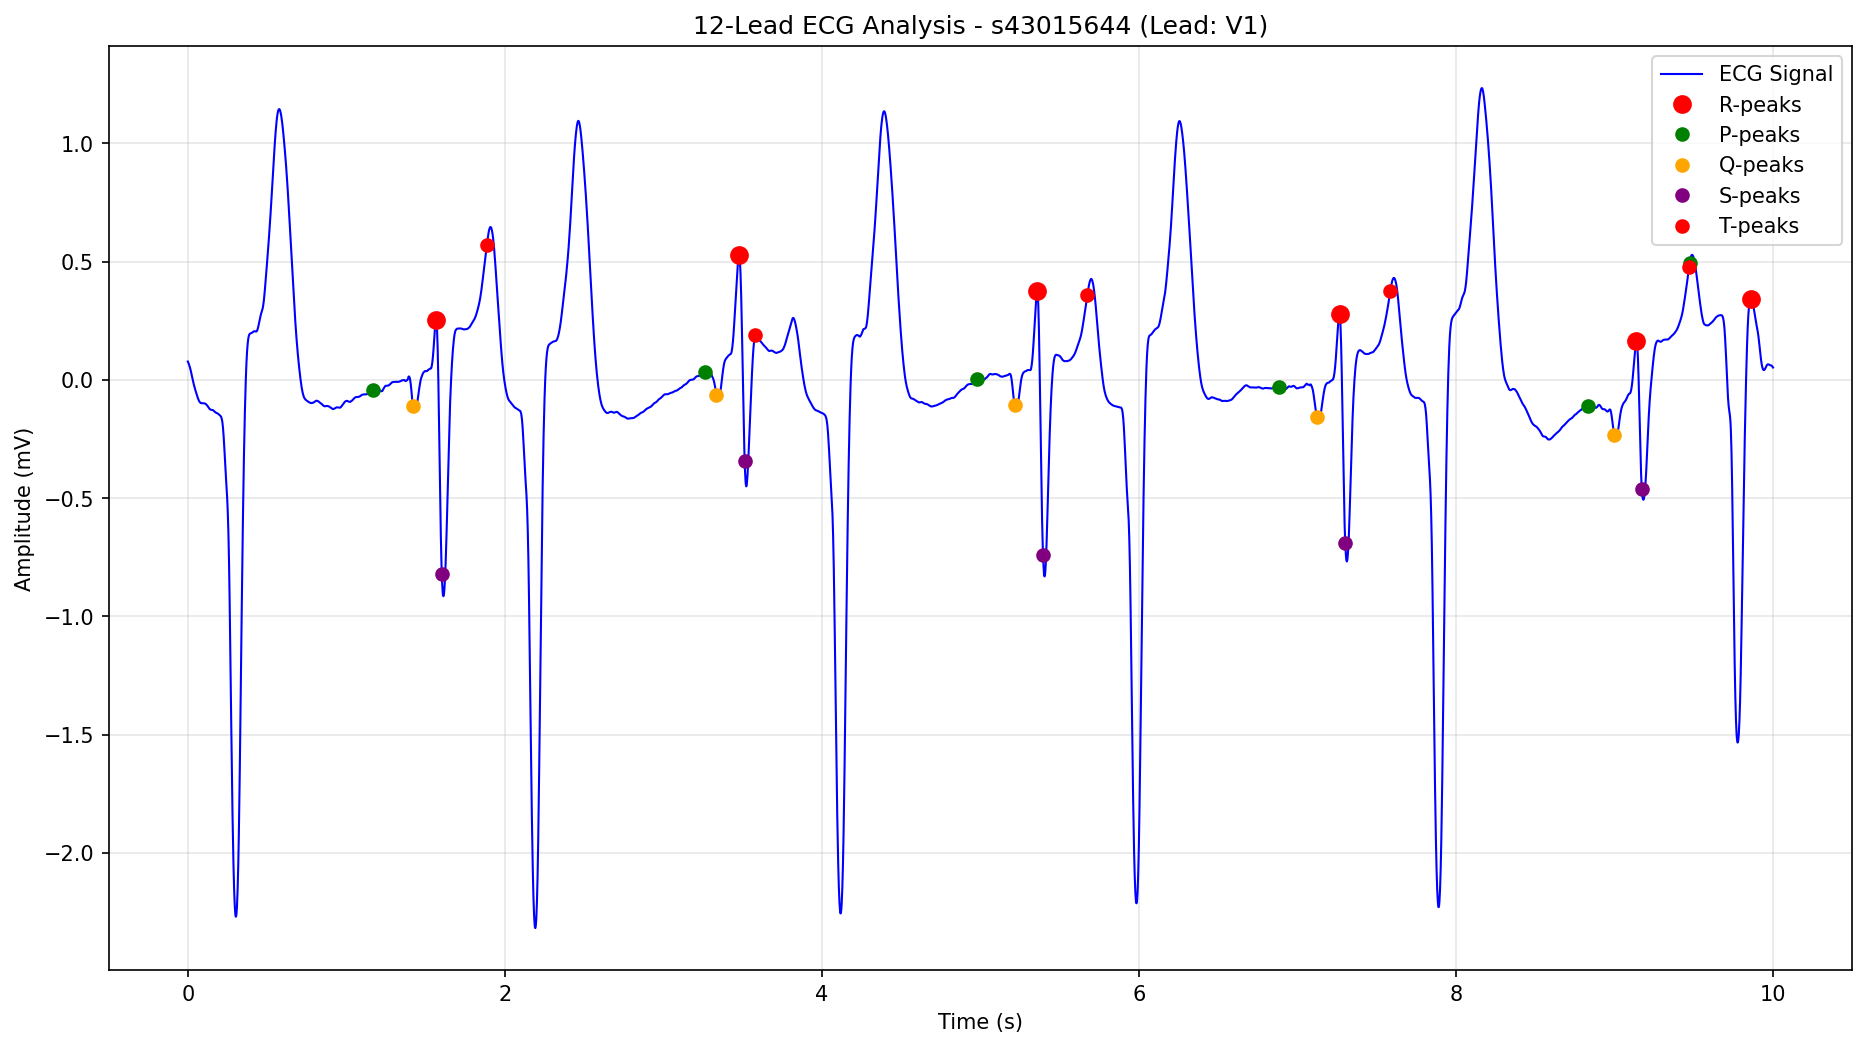 12-Lead ECG Analysis - s43015644 (Lead: V1)
ECG Signal
R-peaks
P-peaks
Q-peaks
S-peaks
T-peaks
Amplitude (mV)
1.0
0.5
0.0
−0.5
−1.0
−1.5
−2.0
0 2 4 6 8 10
Time (s)